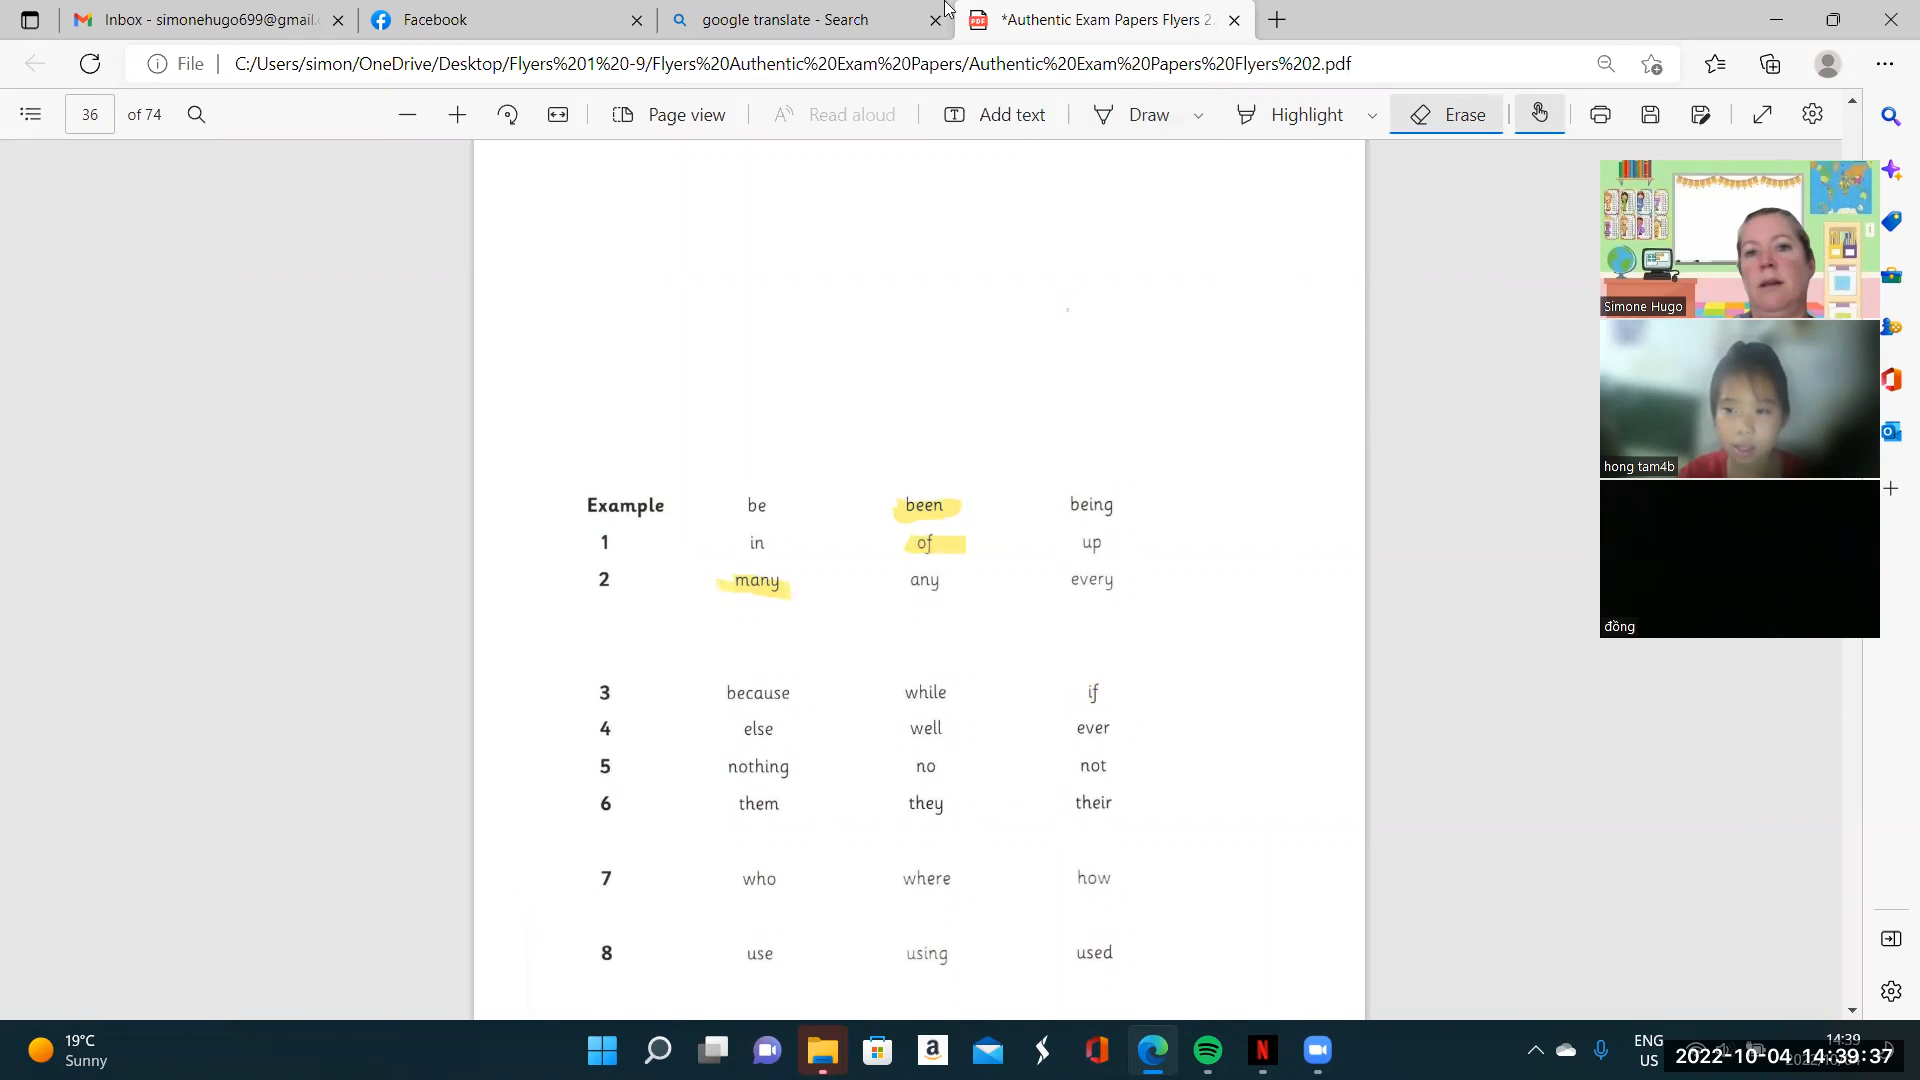 Inbox - simonehugo699@gmail.
Facebook
google translate - Search
*Authentic Exam Papers Flyers 2.
File
C:/Users/simon/OneDrive/Desktop/Flyers%201%20-9/Flyers%20Authentic%20Exam%20Papers/Authentic%20Exam%20Papers%20Flyers%202.pdf
36 of 74
Page view
Read aloud
Add text
Draw
Highlight
Erase
Simone Hugo
hong tam4b
đồng
Example be been being
1 in of up
2 many any every
3 because while if
4 else well ever
5 nothing no not
6 them they their
7 who where how
8 use using used
19°C
Sunny
ENG
US
14:39
2022-10-04 14:39:37